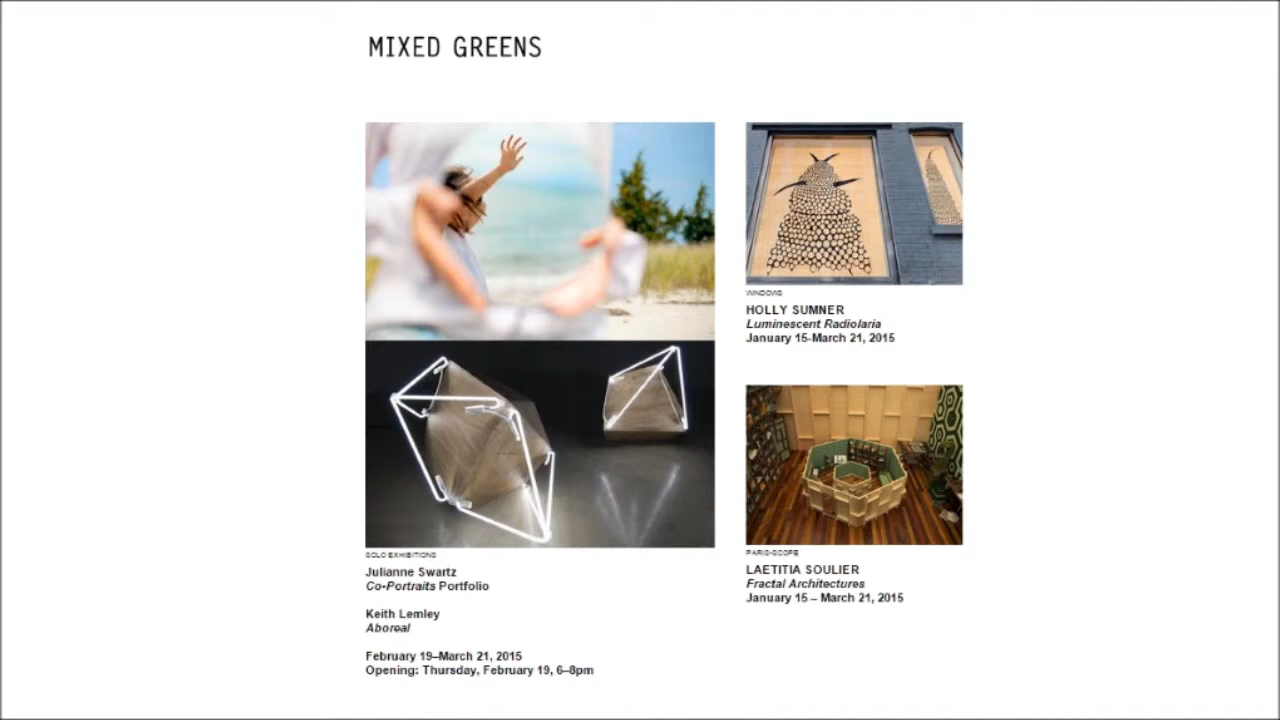 MIXED GREENS
SOLO EXHIBITIONS
Julianne Swartz
Co-Portraits Portfolio
Keith Lemley
Aboreal
February 19–March 21, 2015
Opening: Thursday, February 19, 6–8pm
WINDOWS
HOLLY SUMNER
Luminescent Radiolaria
January 15-March 21, 2015
PARIS-SCOPE
LAETITIA SOULIER
Fractal Architectures
January 15 – March 21, 2015